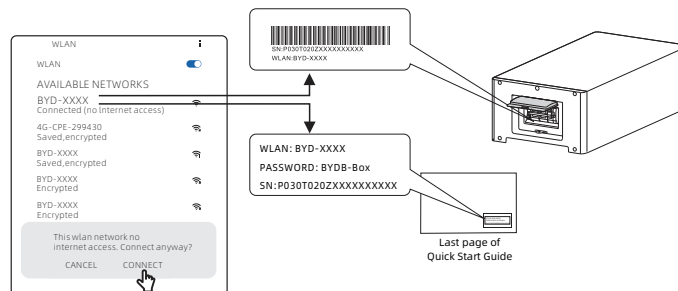 WLAN
WLAN
AVAILABLE NETWORKS
BYD-XXXX
Connected (no Internet access)
4G-CPE-299430
Saved,encrypted
BYD-XXXX
Saved,encrypted
BYD-XXXX
Encrypted
BYD-XXXX
Encrypted
This wlan network no
internet access. Connect anyway?
CANCEL CONNECT
SN:P030T020ZXXXXXXXXXX
WLAN:BYD-XXXX
WLAN: BYD-XXXX
PASSWORD: BYDB-Box
SN:P030T020ZXXXXXXXXXX
Last page of
Quick Start Guide